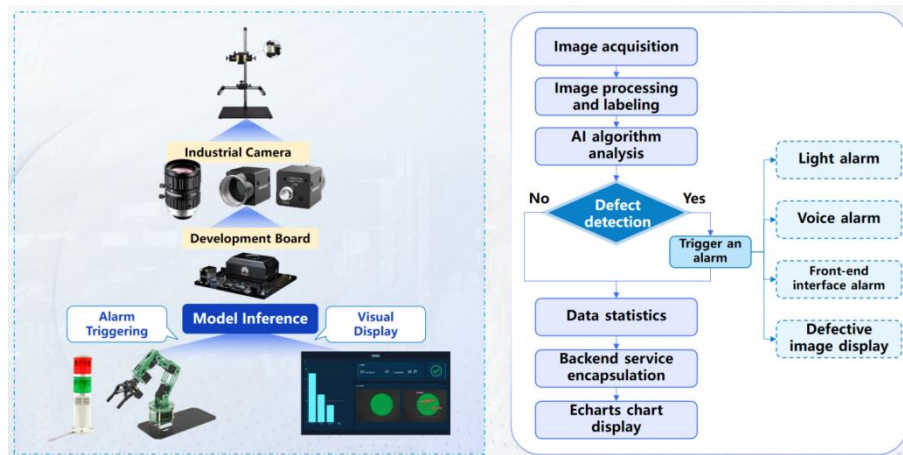 Industrial Camera
Development Board
Model Inference
Alarm
Triggering
Visual
Display
Image acquisition
Image processing
and labeling
AI algorithm
analysis
No
Defect
detection
Yes
Trigger an
alarm
Light alarm
Voice alarm
Front-end
interface alarm
Defective
image display
Data statistics
Backend service
encapsulation
Echarts chart
display